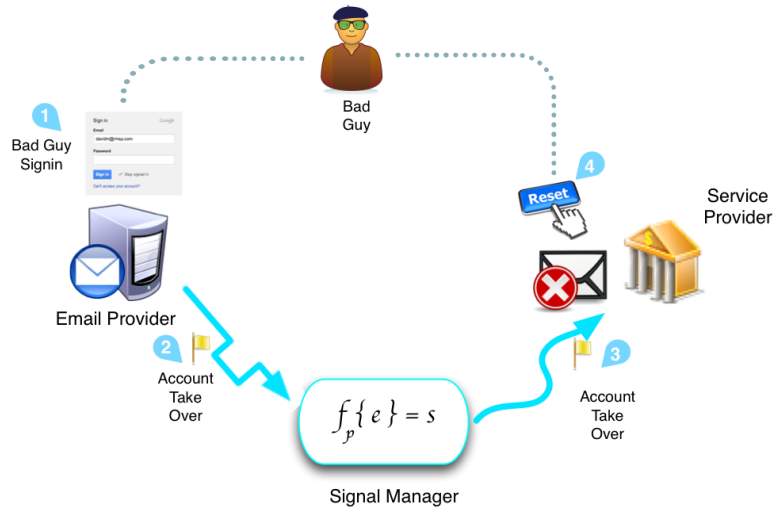 Bad
Guy
1
Bad Guy
Signin
Sign in Google
Email
Password
Sign in Stay signed in
Can't access your account?
4
Reset
Service
Provider
$
Email Provider
2
Account
Take
Over
3
Account
Take
Over
f_p { e } = s
Signal Manager